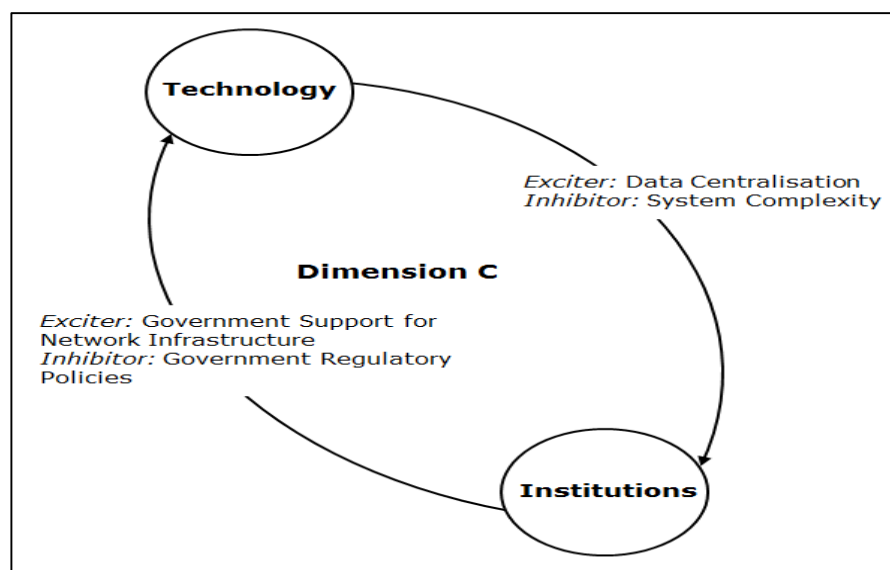 Technology
Exciter: Data Centralisation
Inhibitor: System Complexity
Dimension C
Exciter: Government Support for
Network Infrastructure
Inhibitor: Government Regulatory
Policies
Institutions